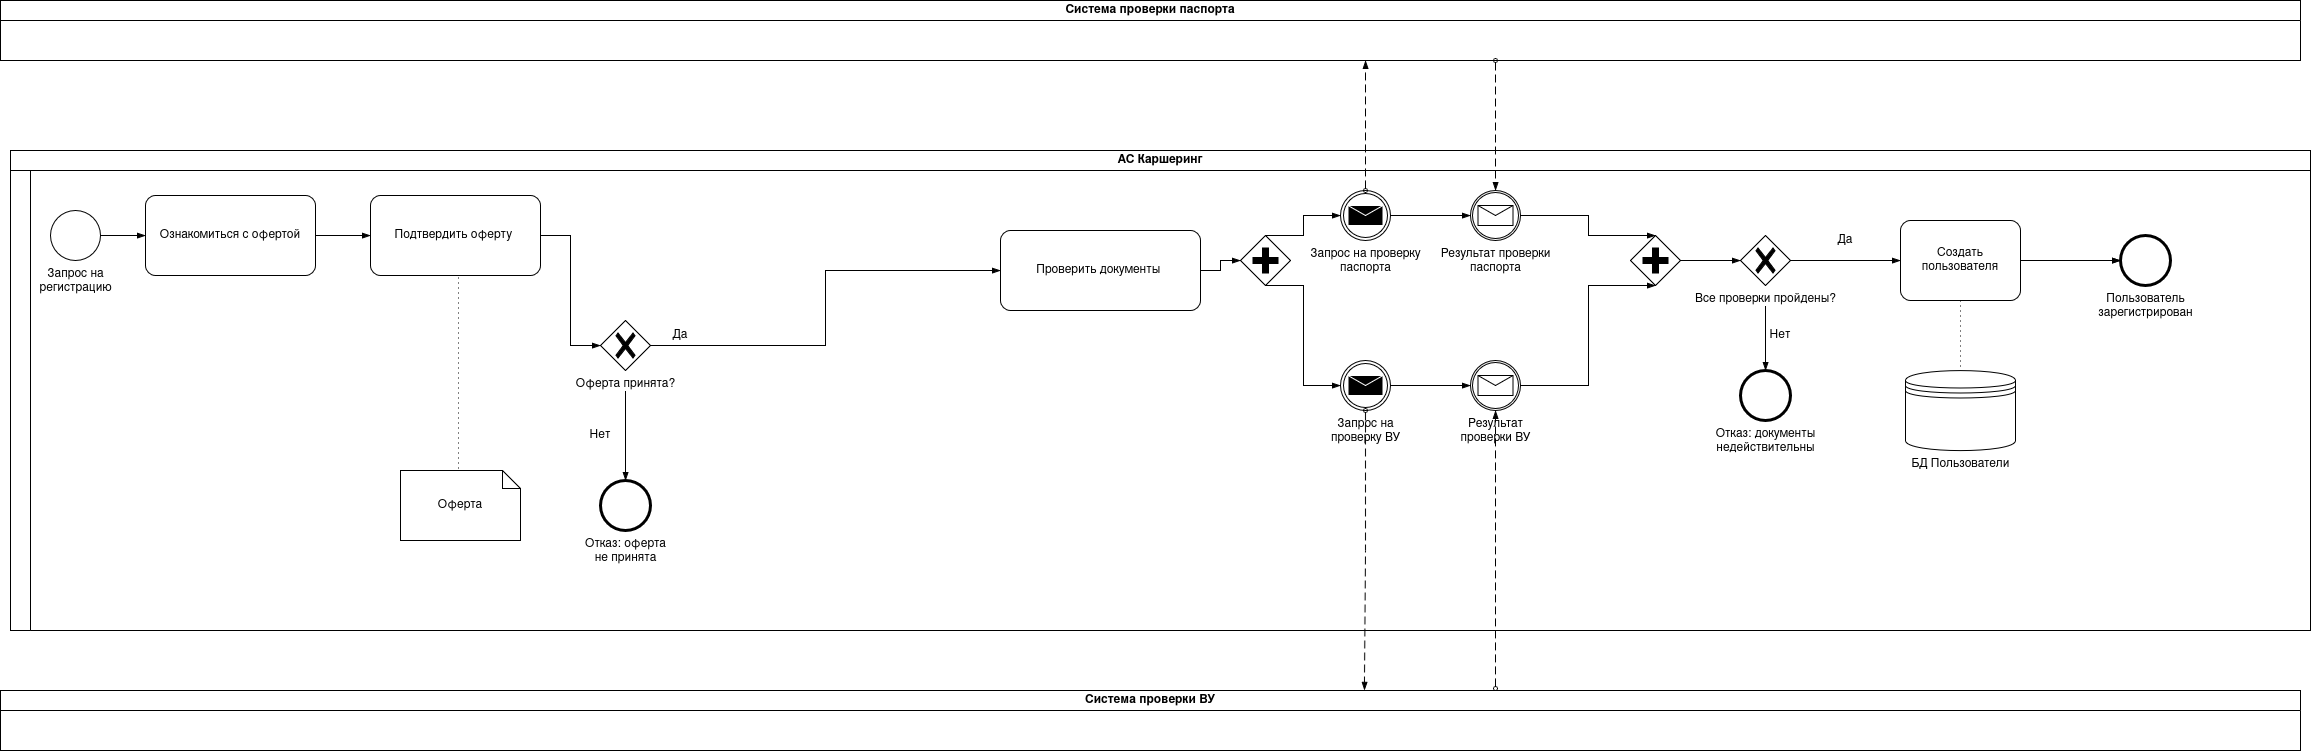 Система проверки паспорта
АС Каршеринг
Запрос на
регистрацию
Ознакомиться с офертой
Подтвердить оферту
Оферта
Оферта принята?
Да
Нет
Отказ: оферта
не принята
Проверить документы
Запрос на проверку
паспорта
Результат проверки
паспорта
Запрос на
проверку ВУ
Результат
проверки ВУ
Все проверки пройдены?
Да
Нет
Отказ: документы
недействительны
Создать
пользователя
БД Пользователи
Пользователь
зарегистрирован
Система проверки ВУ